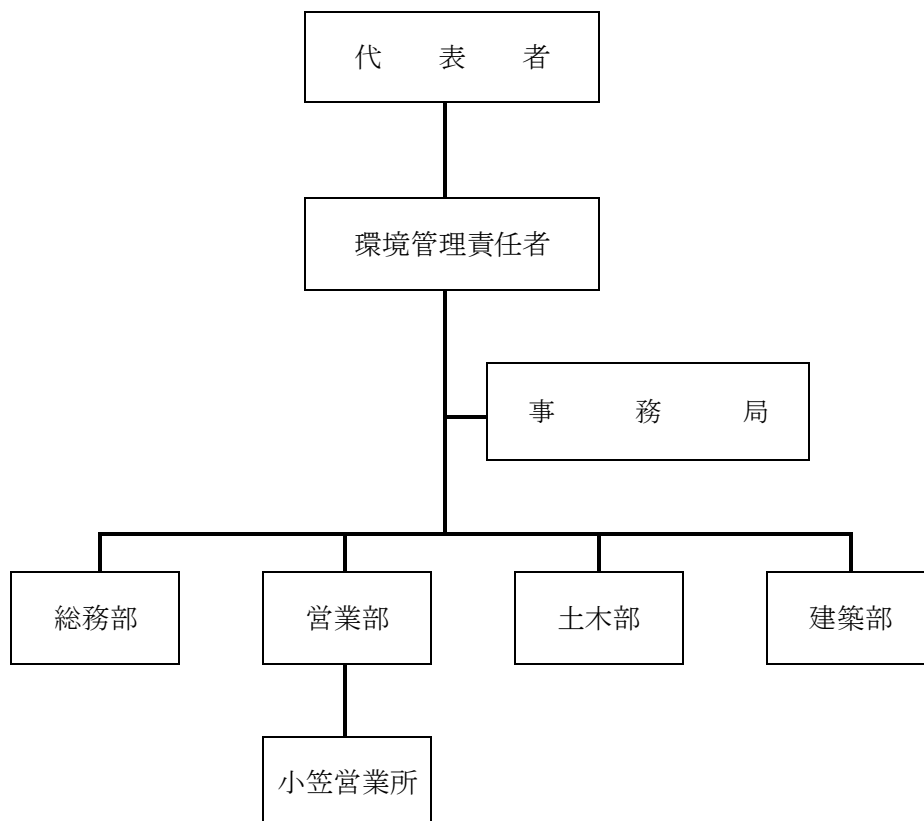 代　表　者
環境管理責任者
事　務　局
総務部
営業部
土木部
建築部
小笠営業所